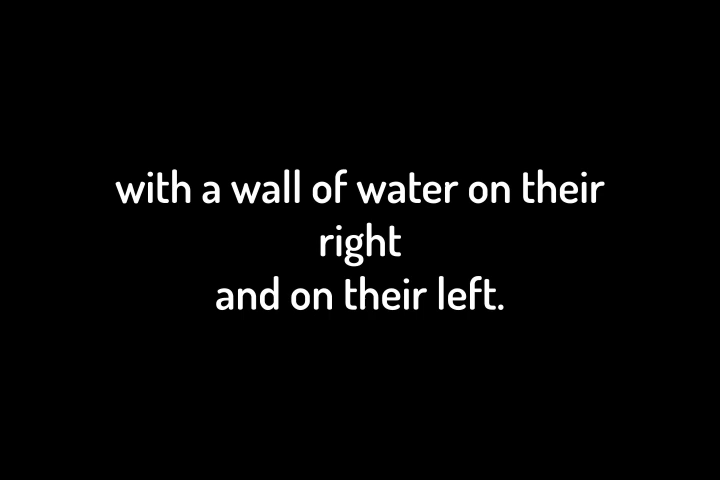 with a wall of water on their
right
and on their left.